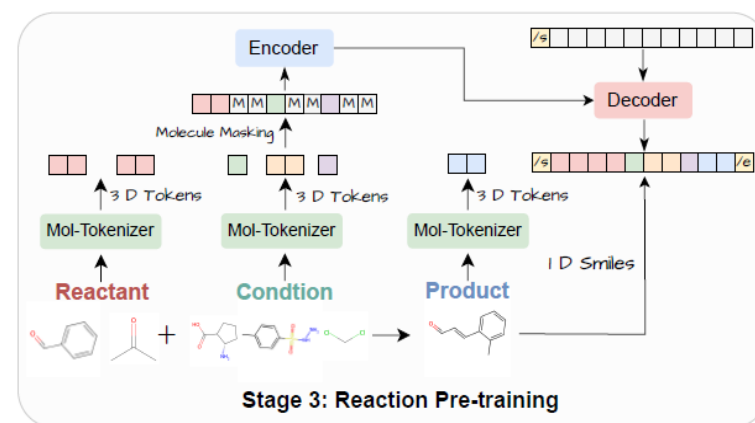 Encoder
/s
M M M M M M
Decoder
Molecule Masking
/s /e
3 D Tokens 3 D Tokens 3 D Tokens
Mol-Tokenizer Mol-Tokenizer Mol-Tokenizer
1 D Smiles
Reactant Condtion Product
+
Stage 3: Reaction Pre-training